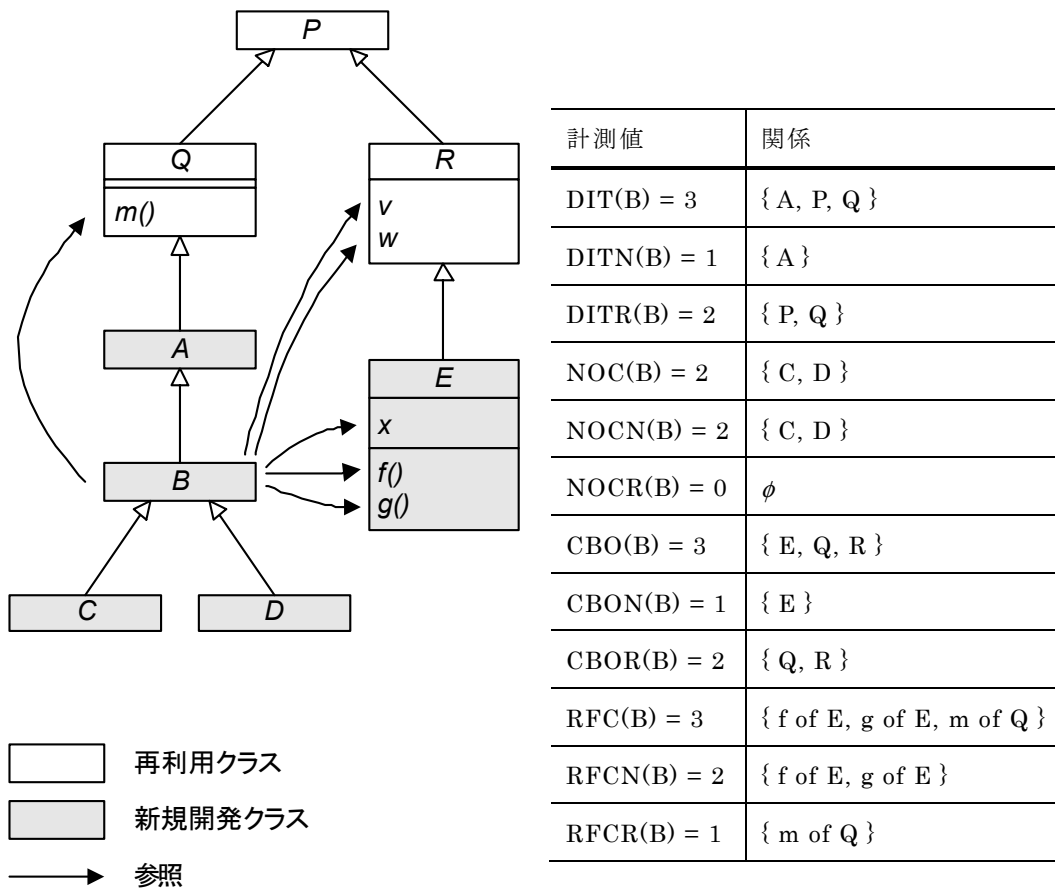 P
Q
m()
R
v
w
A
E
x
f()
g()
B
C
D
再利用クラス
新規開発クラス
参照
計測値 関係
DIT(B) = 3 { A, P, Q }
DITN(B) = 1 { A }
DITR(B) = 2 { P, Q }
NOC(B) = 2 { C, D }
NOCN(B) = 2 { C, D }
NOCR(B) = 0 φ
CBO(B) = 3 { E, Q, R }
CBON(B) = 1 { E }
CBOR(B) = 2 { Q, R }
RFC(B) = 3 { f of E, g of E, m of Q }
RFCN(B) = 2 { f of E, g of E }
RFCR(B) = 1 { m of Q }